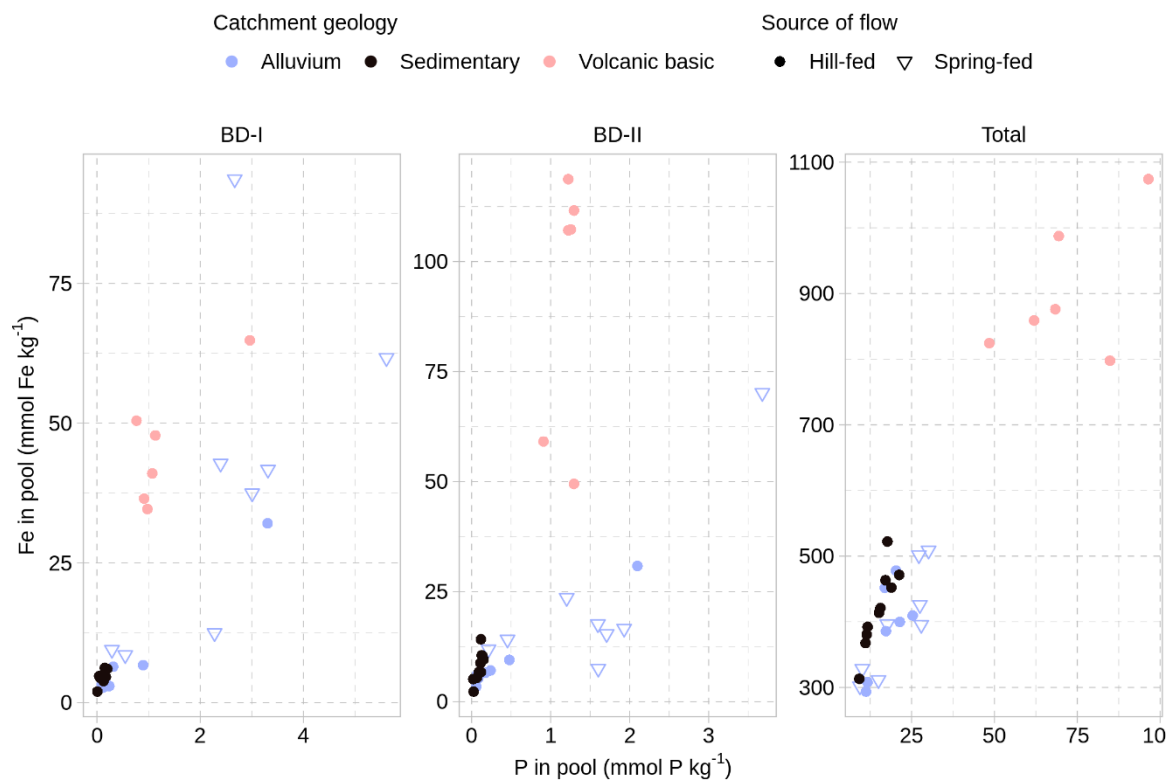 Catchment geology Source of flow
Alluvium Sedimentary Volcanic basic Hill-fed Spring-fed
BD-I BD-II Total
Fe in pool (mmol Fe kg⁻¹)
75
50
25
0
0 2 4
100
75
50
25
0
0 1 2 3
1100
900
700
500
300
25 50 75 10
P in pool (mmol P kg⁻¹)